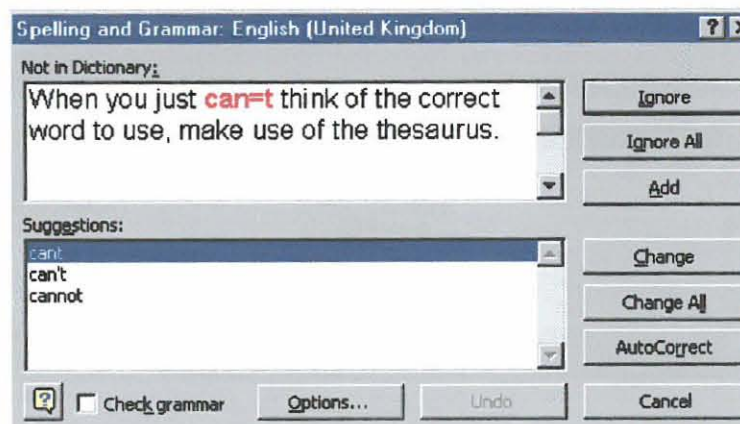 Spelling and Grammar: English (United Kingdom)
Not in Dictionary:
When you just can=t think of the correct
word to use, make use of the thesaurus.
Ignore
Ignore All
Add
Suggestions:
cant
can't
cannot
Change
Change All
AutoCorrect
Check grammar
Options...
Undo
Cancel